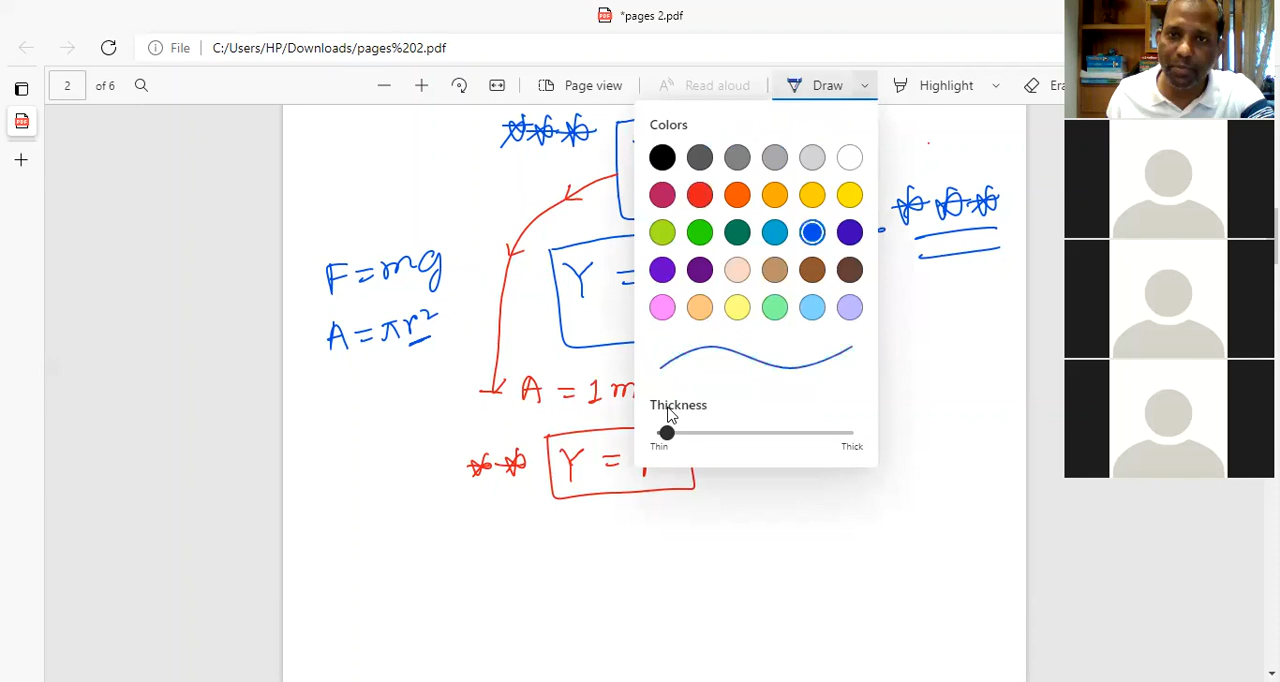 *pages 2.pdf
File C:/Users/HP/Downloads/pages%202.pdf
2 of 6 Page view Read aloud Draw Highlight
Colors
F = mg
Y =
A = πr²
A = 1 m
Thickness
Thin Thick
Y =